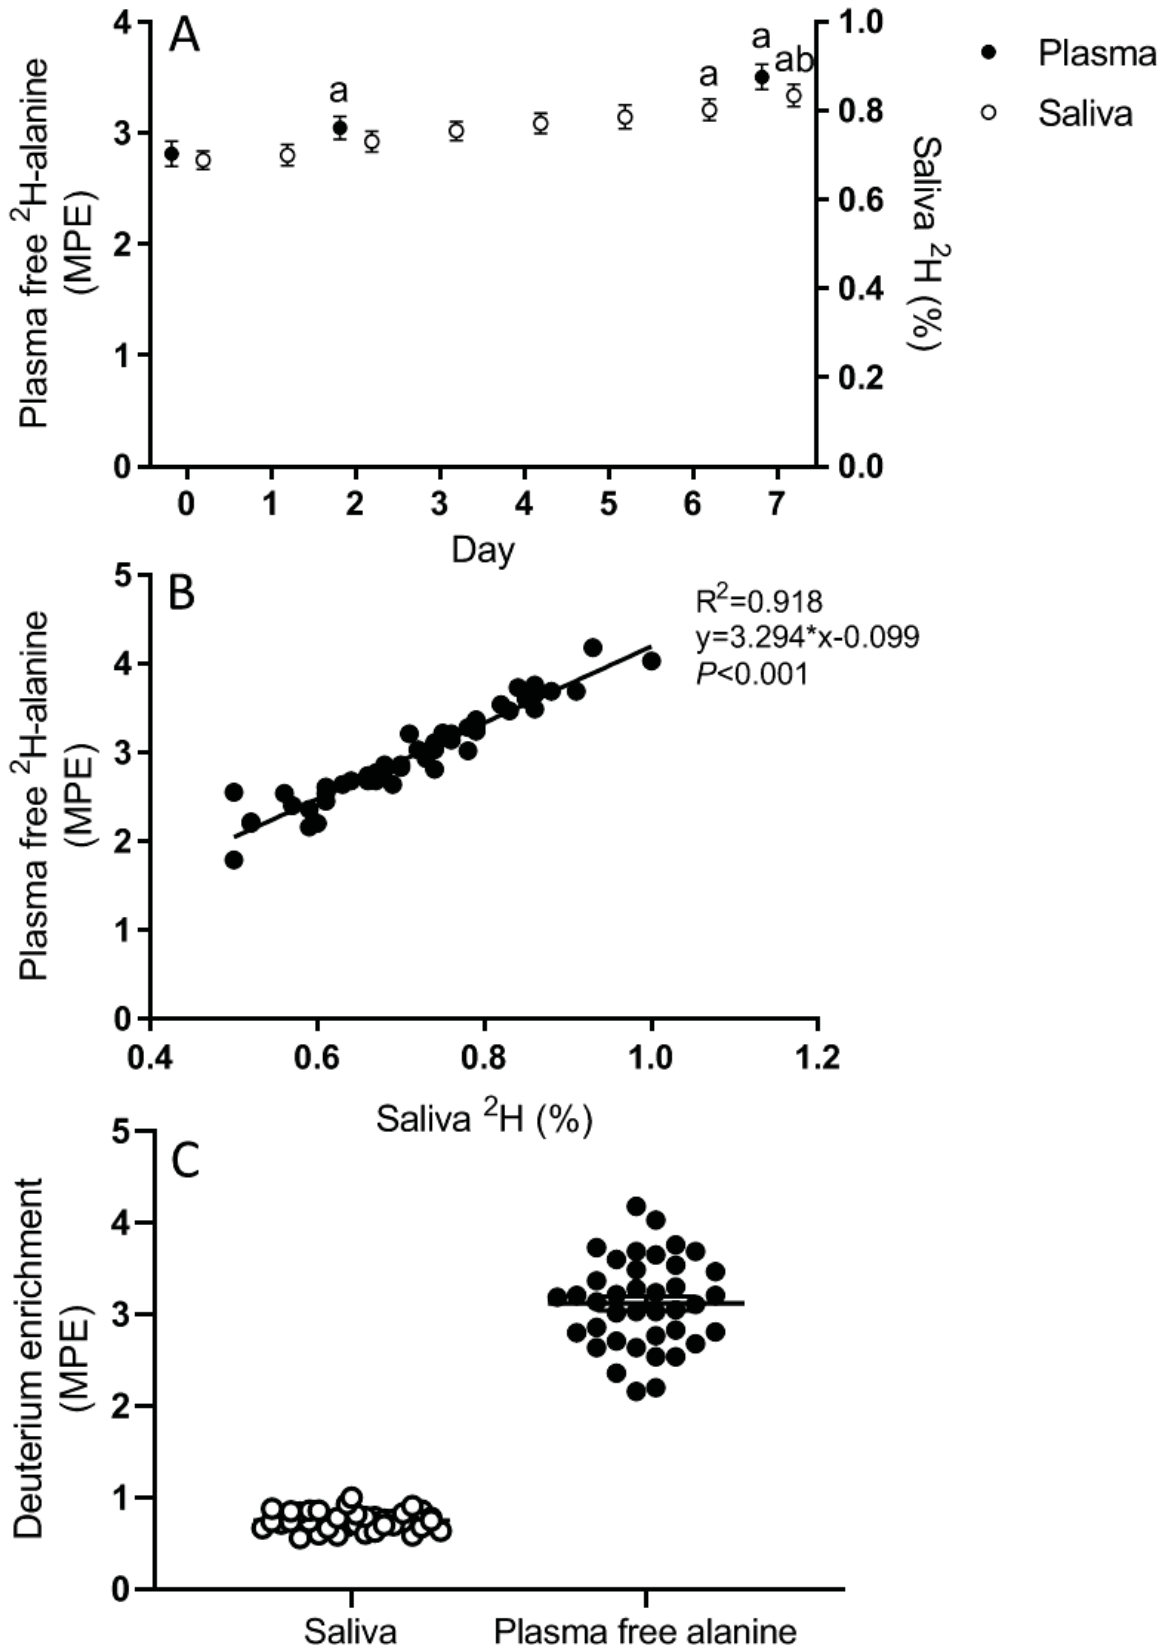 A
4
3
2
1
0
Plasma free ²H-alanine
(MPE)
a
a
a
ab
1.0
0.8
0.6
0.4
0.2
0.0
Saliva ²H (%)
Plasma
Saliva
0 1 2 3 4 5 6 7
Day
B
5
4
3
2
1
0
Plasma free ²H-alanine
(MPE)
R²=0.918
y=3.294*x-0.099
P<0.001
0.4 0.6 0.8 1.0 1.2
Saliva ²H (%)
C
5
4
3
2
1
0
Deuterium enrichment
(MPE)
Saliva Plasma free alanine